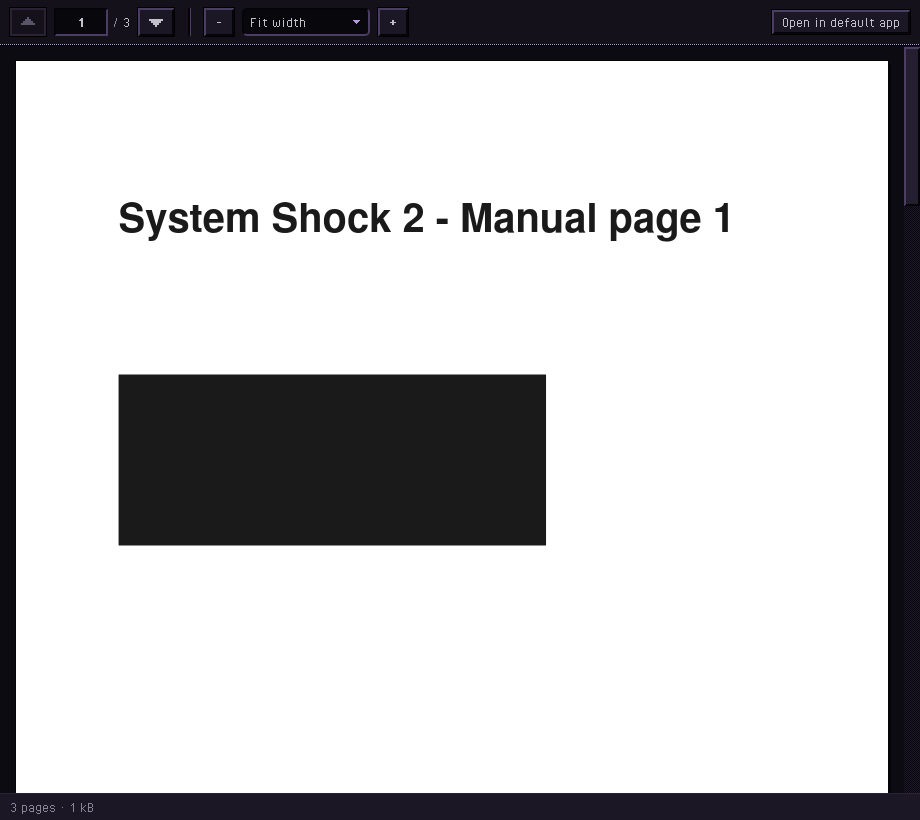 1 / 3 - Fit width + Open in default app
System Shock 2 - Manual page 1
3 pages · 1 kB